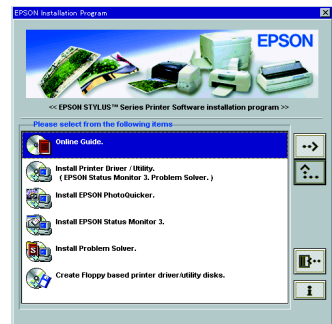 EPSON Installation Program
EPSON
<< EPSON STYLUS™ Series Printer Software installation program >>
Please select from the following items
Online Guide.
Install Printer Driver /Utility.
( EPSON Status Monitor 3. Problem Solver. )
Install EPSON PhotoQuicker.
Install EPSON Status Monitor 3.
Install Problem Solver.
Create Floppy based printer driver/utility disks.